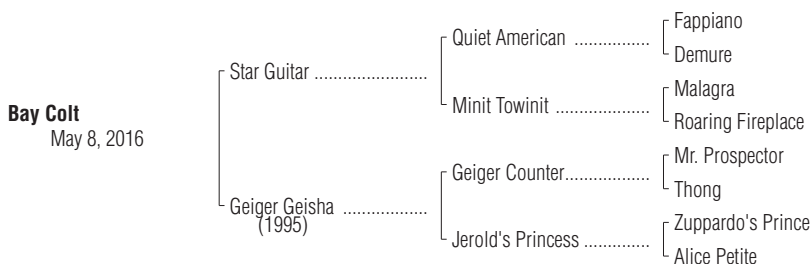 Fappiano
Quiet American ................
Demure
Star Guitar ........................
Malagra
Minit Towinit ....................
Roaring Fireplace
Bay Colt
May 8, 2016
Mr. Prospector
Geiger Counter..................
Thong
Geiger Geisha ..................
(1995)
Zuppardo's Prince
Jerold's Princess ..............
Alice Petite